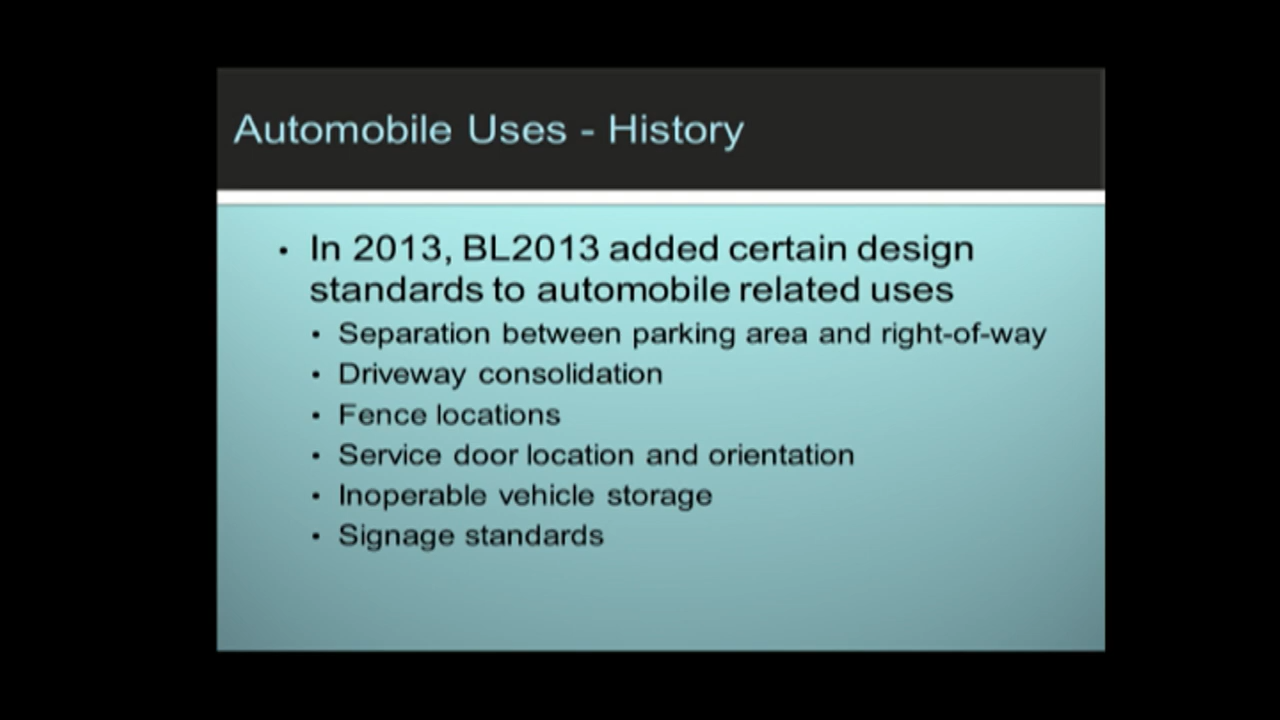 Automobile Uses - History
• In 2013, BL2013 added certain design
standards to automobile related uses
• Separation between parking area and right-of-way
• Driveway consolidation
• Fence locations
• Service door location and orientation
• Inoperable vehicle storage
• Signage standards